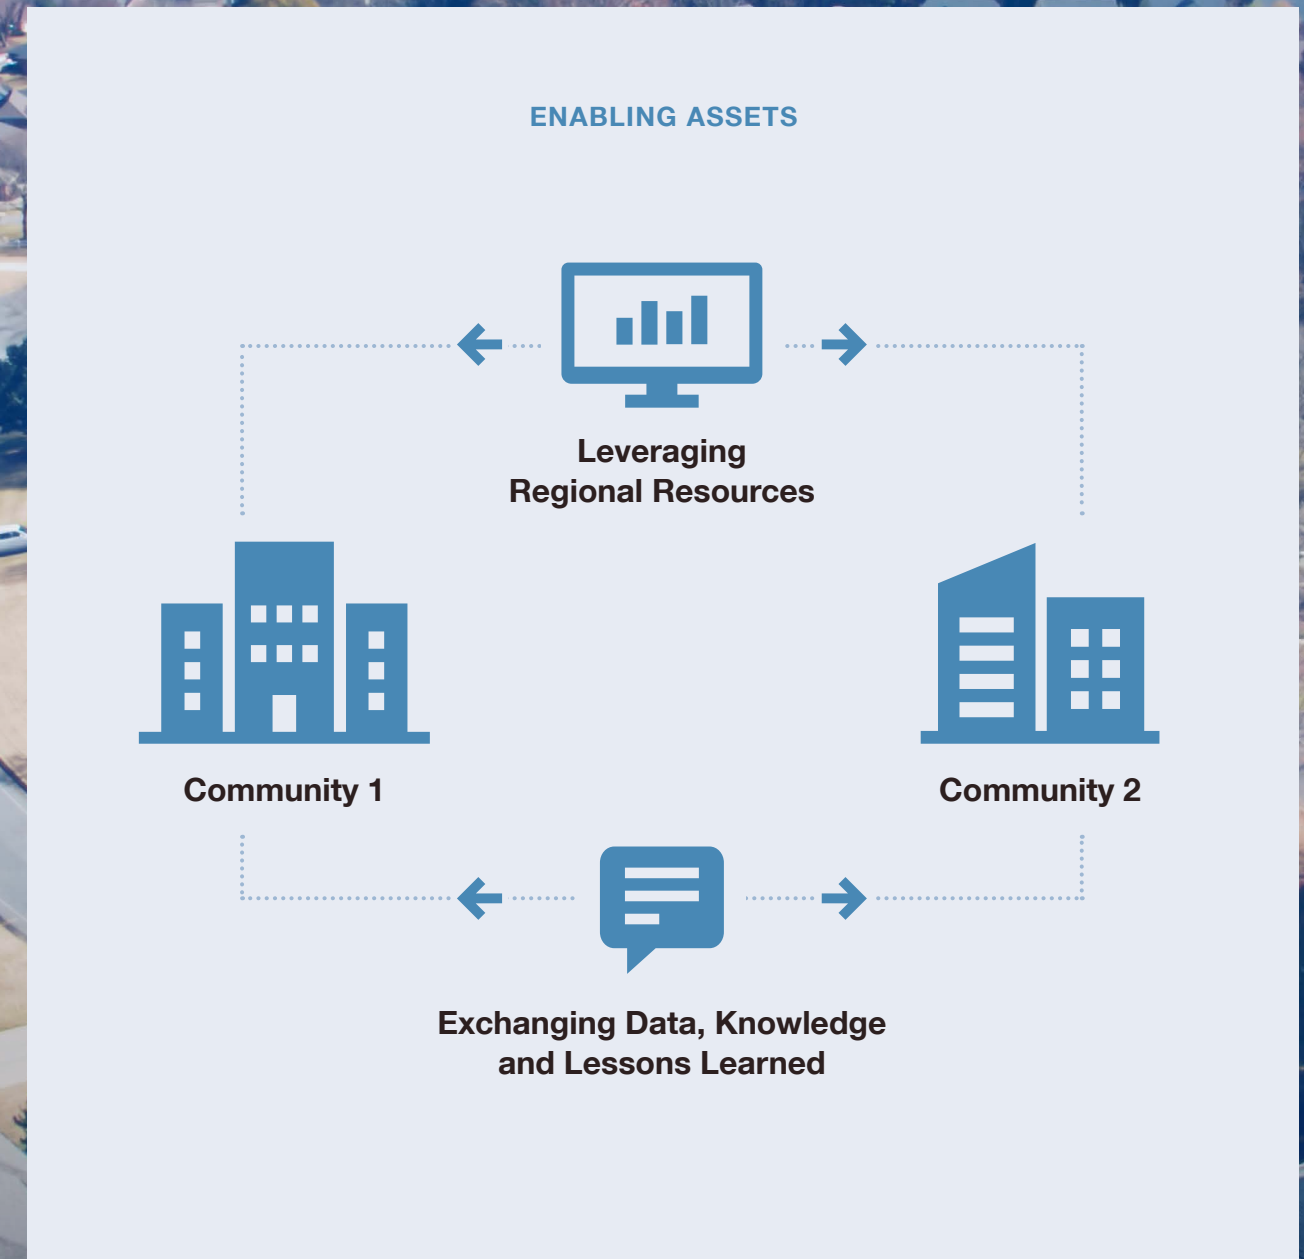 ENABLING ASSETS
Leveraging
Regional Resources
Community 1
Community 2
Exchanging Data, Knowledge
and Lessons Learned